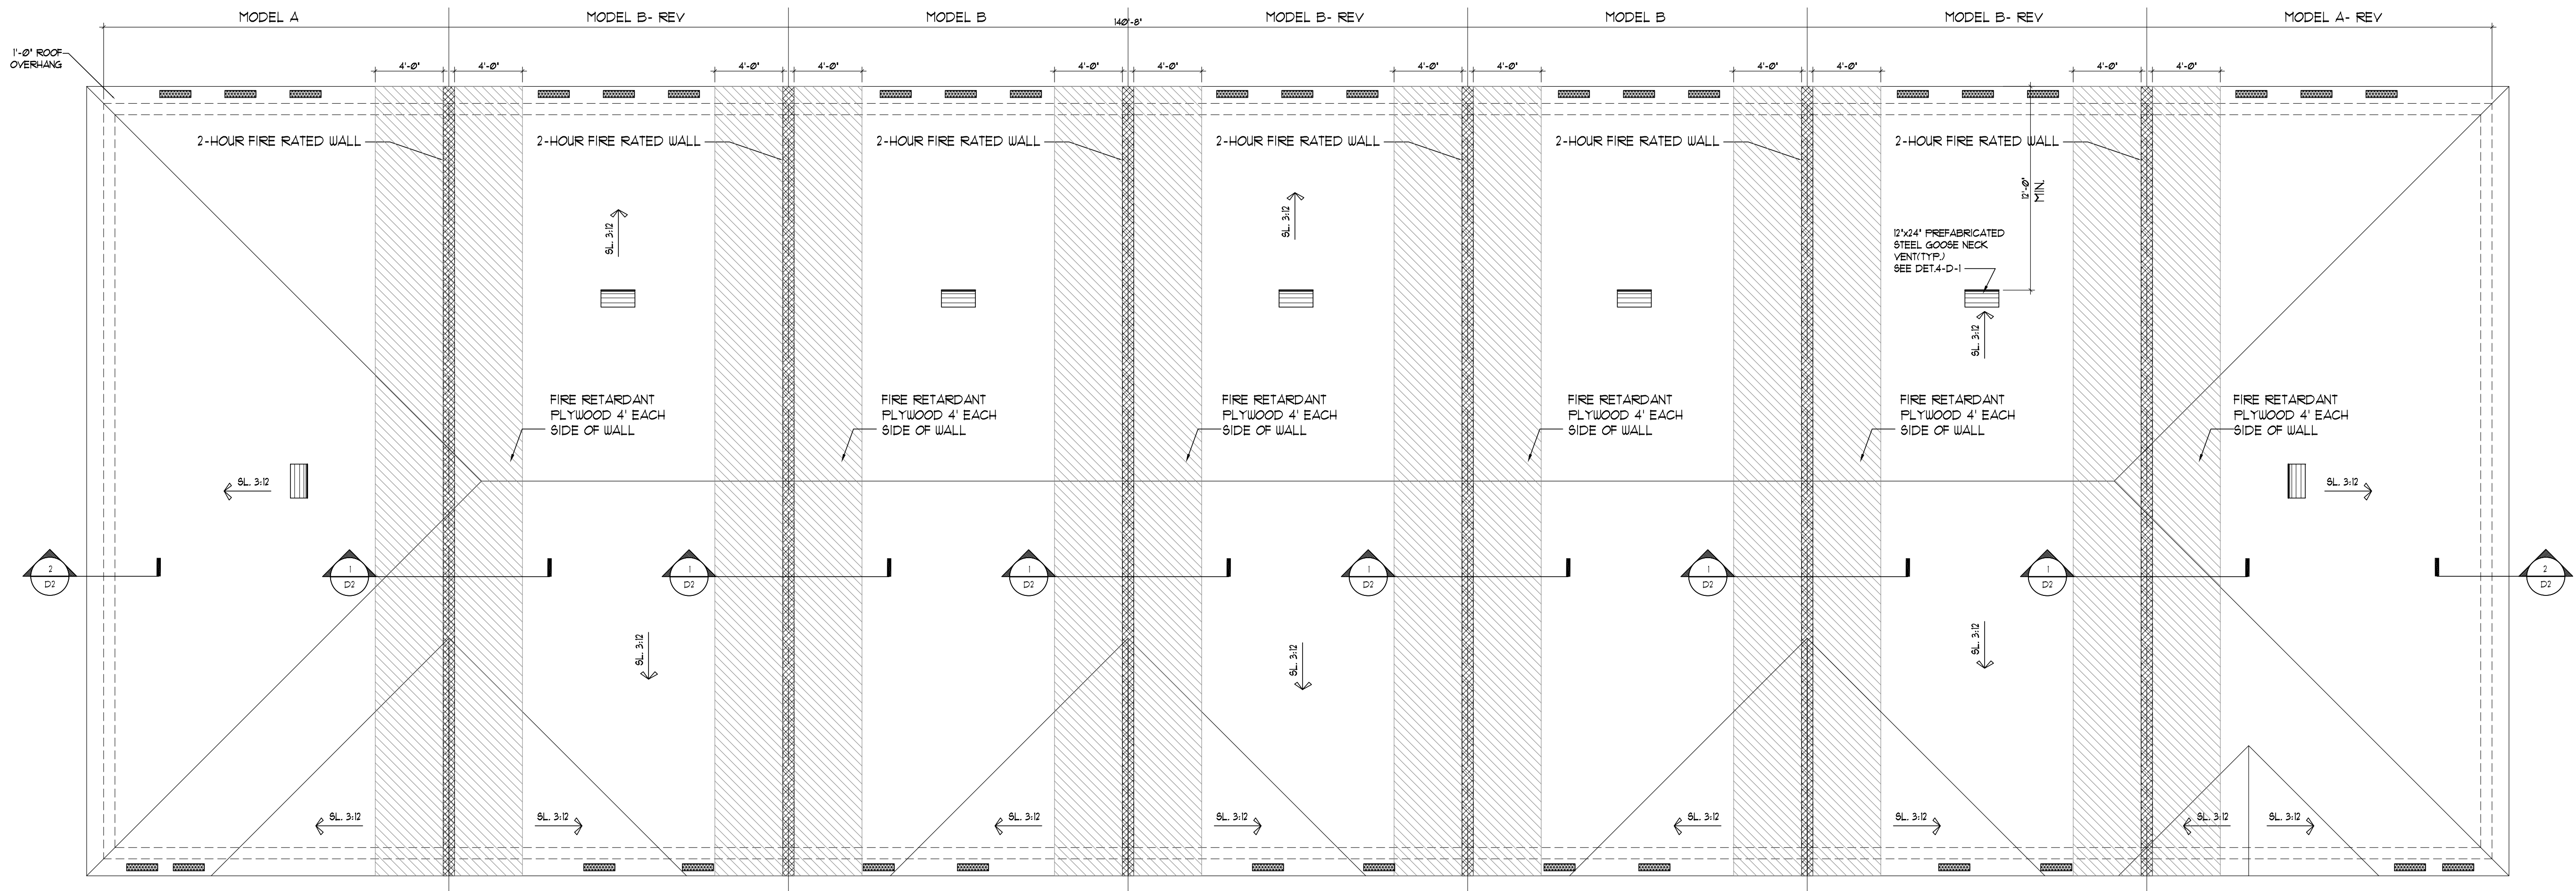 MODEL A
MODEL B- REV
MODEL B
MODEL B- REV
MODEL B
MODEL B- REV
MODEL A- REV
140'-8"
1'-0" ROOF
OVERHANG
4'-0"
4'-0"
4'-0"
4'-0"
4'-0"
4'-0"
4'-0"
4'-0"
4'-0"
4'-0"
4'-0"
4'-0"
2-HOUR FIRE RATED WALL
2-HOUR FIRE RATED WALL
2-HOUR FIRE RATED WALL
2-HOUR FIRE RATED WALL
2-HOUR FIRE RATED WALL
2-HOUR FIRE RATED WALL
12'-0"
MIN.
SL. 3:12
SL. 3:12
12"x24" PREFABRICATED
STEEL GOOSE NECK
VENT(TYP.)
SEE DET.4-D-1
SL. 3:12
FIRE RETARDANT
PLYWOOD 4' EACH
SIDE OF WALL
FIRE RETARDANT
PLYWOOD 4' EACH
SIDE OF WALL
FIRE RETARDANT
PLYWOOD 4' EACH
SIDE OF WALL
FIRE RETARDANT
PLYWOOD 4' EACH
SIDE OF WALL
FIRE RETARDANT
PLYWOOD 4' EACH
SIDE OF WALL
FIRE RETARDANT
PLYWOOD 4' EACH
SIDE OF WALL
SL. 3:12
SL. 3:12
2
D2
1
D2
1
D2
1
D2
1
D2
1
D2
1
D2
2
D2
SL. 3:12
SL. 3:12
SL. 3:12
SL. 3:12
SL. 3:12
SL. 3:12
SL. 3:12
SL. 3:12
SL. 3:12
SL. 3:12
SL. 3:12